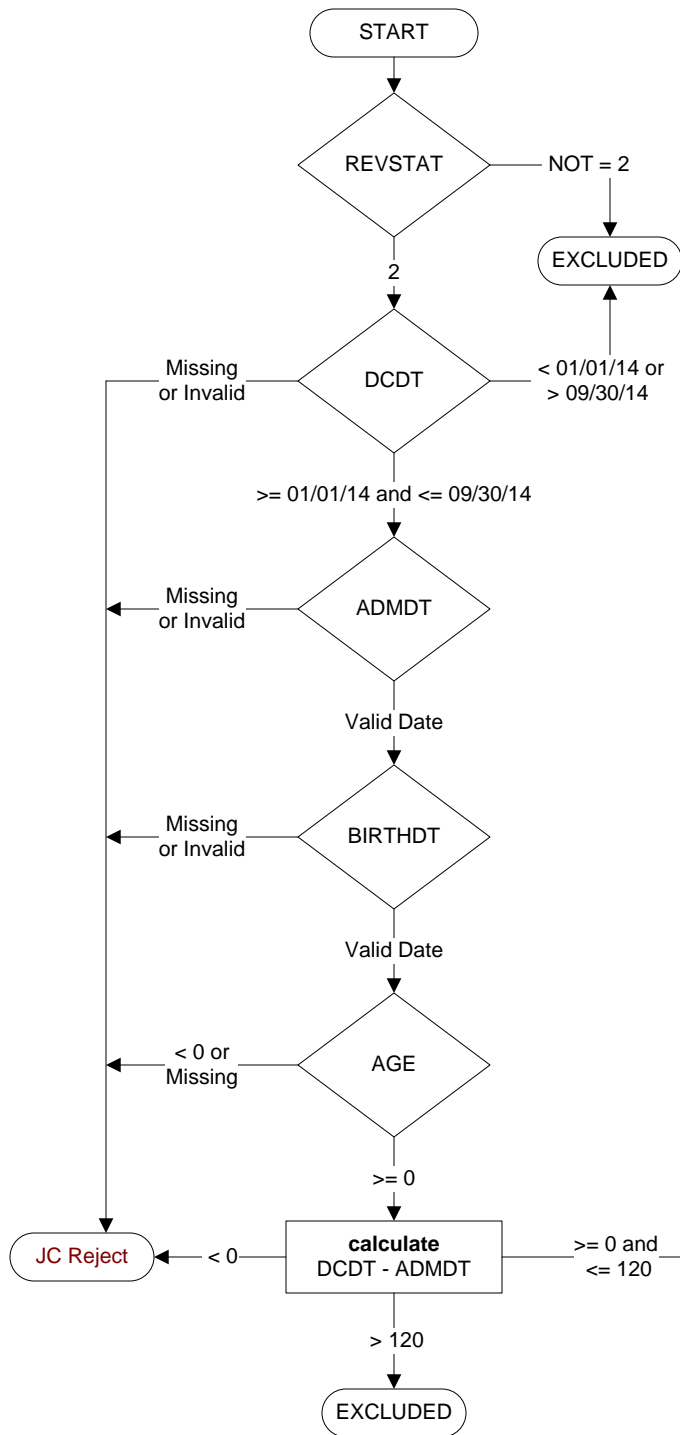 START
REVSTAT
NOT = 2
EXCLUDED
2
Missing
or Invalid
DCDT
< 01/01/14 or
> 09/30/14
>= 01/01/14 and <= 09/30/14
Missing
or Invalid
ADMDT
Valid Date
Missing
or Invalid
BIRTHDT
Valid Date
< 0 or
Missing
AGE
>= 0
JC Reject
< 0
calculate
DCDT - ADMDT
>= 0 and
<= 120
> 120
EXCLUDED